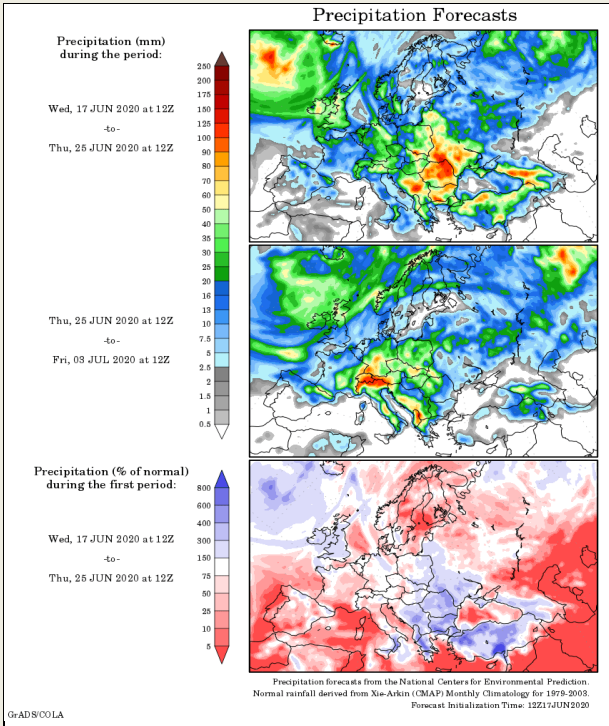 Precipitation Forecasts
Precipitation (mm)
during the period:
Wed, 17 JUN 2020 at 12Z
-to-
Thu, 25 JUN 2020 at 12Z
250
200
175
150
125
100
90
80
70
60
50
40
35
30
25
20
16
13
10
7.5
5
2.5
2
1.5
1
0.5
Thu, 25 JUN 2020 at 12Z
-to-
Fri, 03 JUL 2020 at 12Z
Precipitation (% of normal)
during the first period:
Wed, 17 JUN 2020 at 12Z
-to-
Thu, 25 JUN 2020 at 12Z
800
600
400
300
150
75
50
25
10
5
Precipitation forecasts from the National Centers for Environmental Prediction.
Normal rainfall derived from Xie-Arkin (CMAP) Monthly Climatology for 1979-2003.
Forecast Initialization Time: 12Z17JUN2020
GrADS/COLA